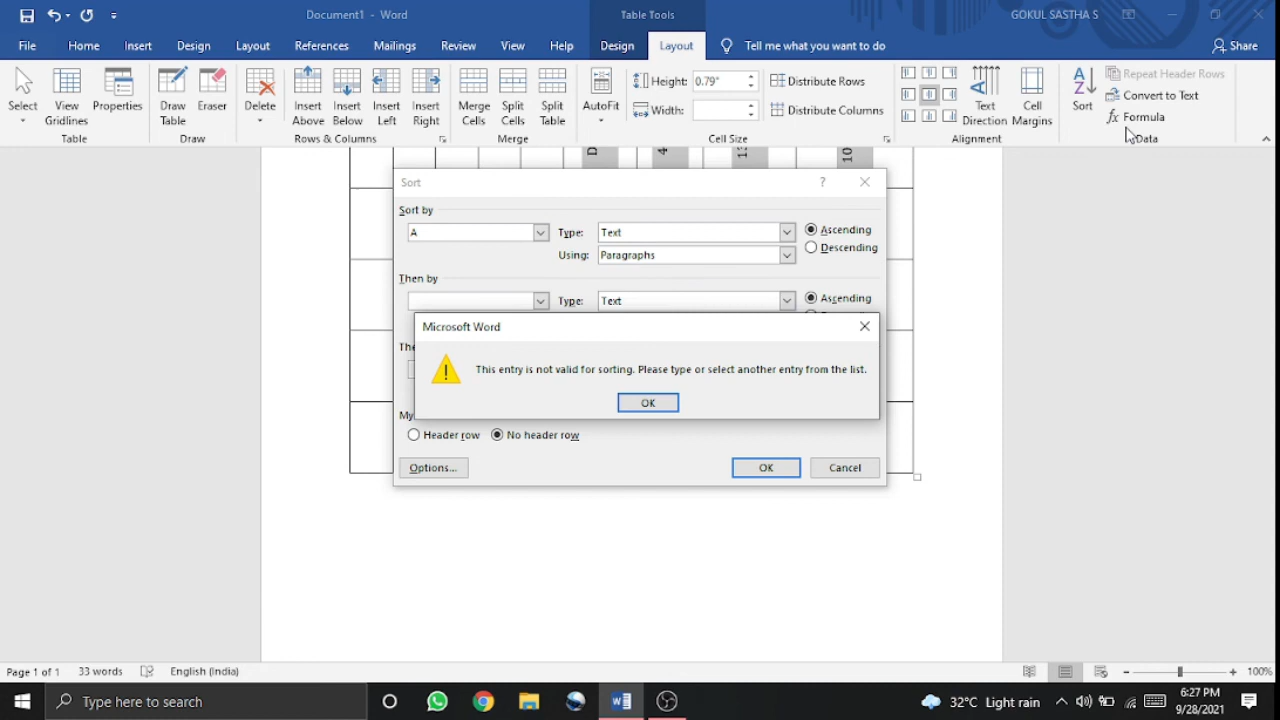 Document1 - Word
Table Tools
GOKUL SASTHA S
File Home Insert Design Layout References Mailings Review View Help Design Layout Tell me what you want to do Share
Select
View Gridlines
Properties
Table
Draw Table
Eraser
Draw
Delete
Insert Above
Insert Below
Insert Left
Insert Right
Rows & Columns
Merge Cells
Split Cells
Split Table
Merge
AutoFit
Height: 0.79"
Width:
Distribute Rows
Distribute Columns
Cell Size
Text Direction
Cell Margins
Alignment
A Z
Sort
Repeat Header Rows
Convert to Text
fx Formula
Data
D 4 13 10
Sort ?
Sort by
A Type: Text Ascending
Using: Paragraphs Descending
Then by
Type: Text Ascending
Microsoft Word
The
This entry is not valid for sorting. Please type or select another entry from the list.
OK
My
Header row No header row
Options... OK Cancel
Page 1 of 1 33 words English (India) 100%
Type here to search
32°C Light rain
6:27 PM
9/28/2021